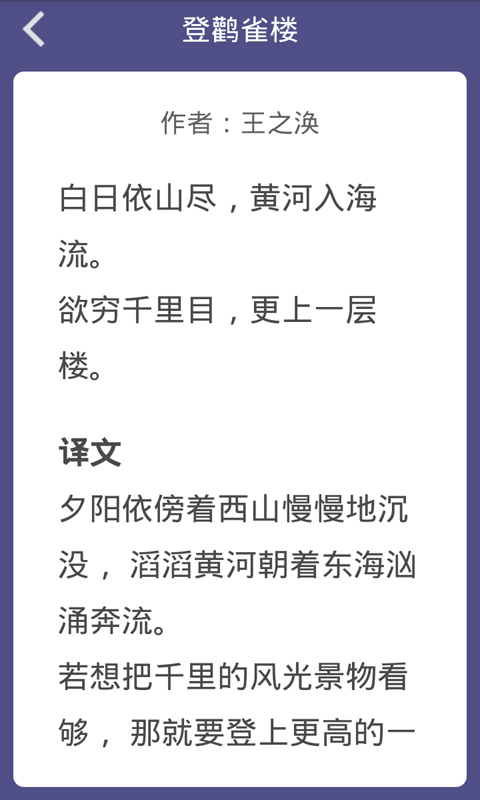 登鹳雀楼
作者：王之涣
白日依山尽，黄河入海
流。
欲穷千里目，更上一层
楼。
译文
夕阳依傍着西山慢慢地沉
没， 滔滔黄河朝着东海汹
涌奔流。
若想把千里的风光景物看
够， 那就要登上更高的一